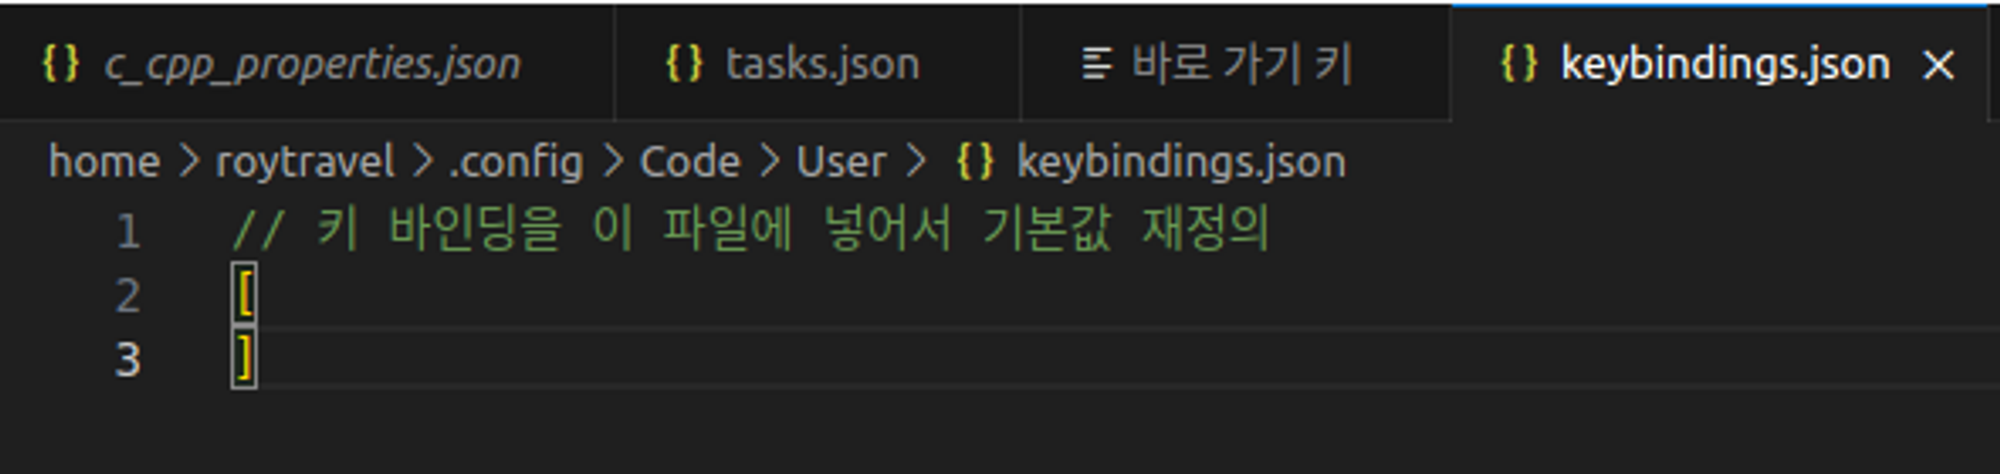 {} c_cpp_properties.json {} tasks.json 바로 가기 키 {} keybindings.json ×
home > roytravel > .config > Code > User > {} keybindings.json
1 // 키 바인딩을 이 파일에 넣어서 기본값 재정의
2 [
3 ]